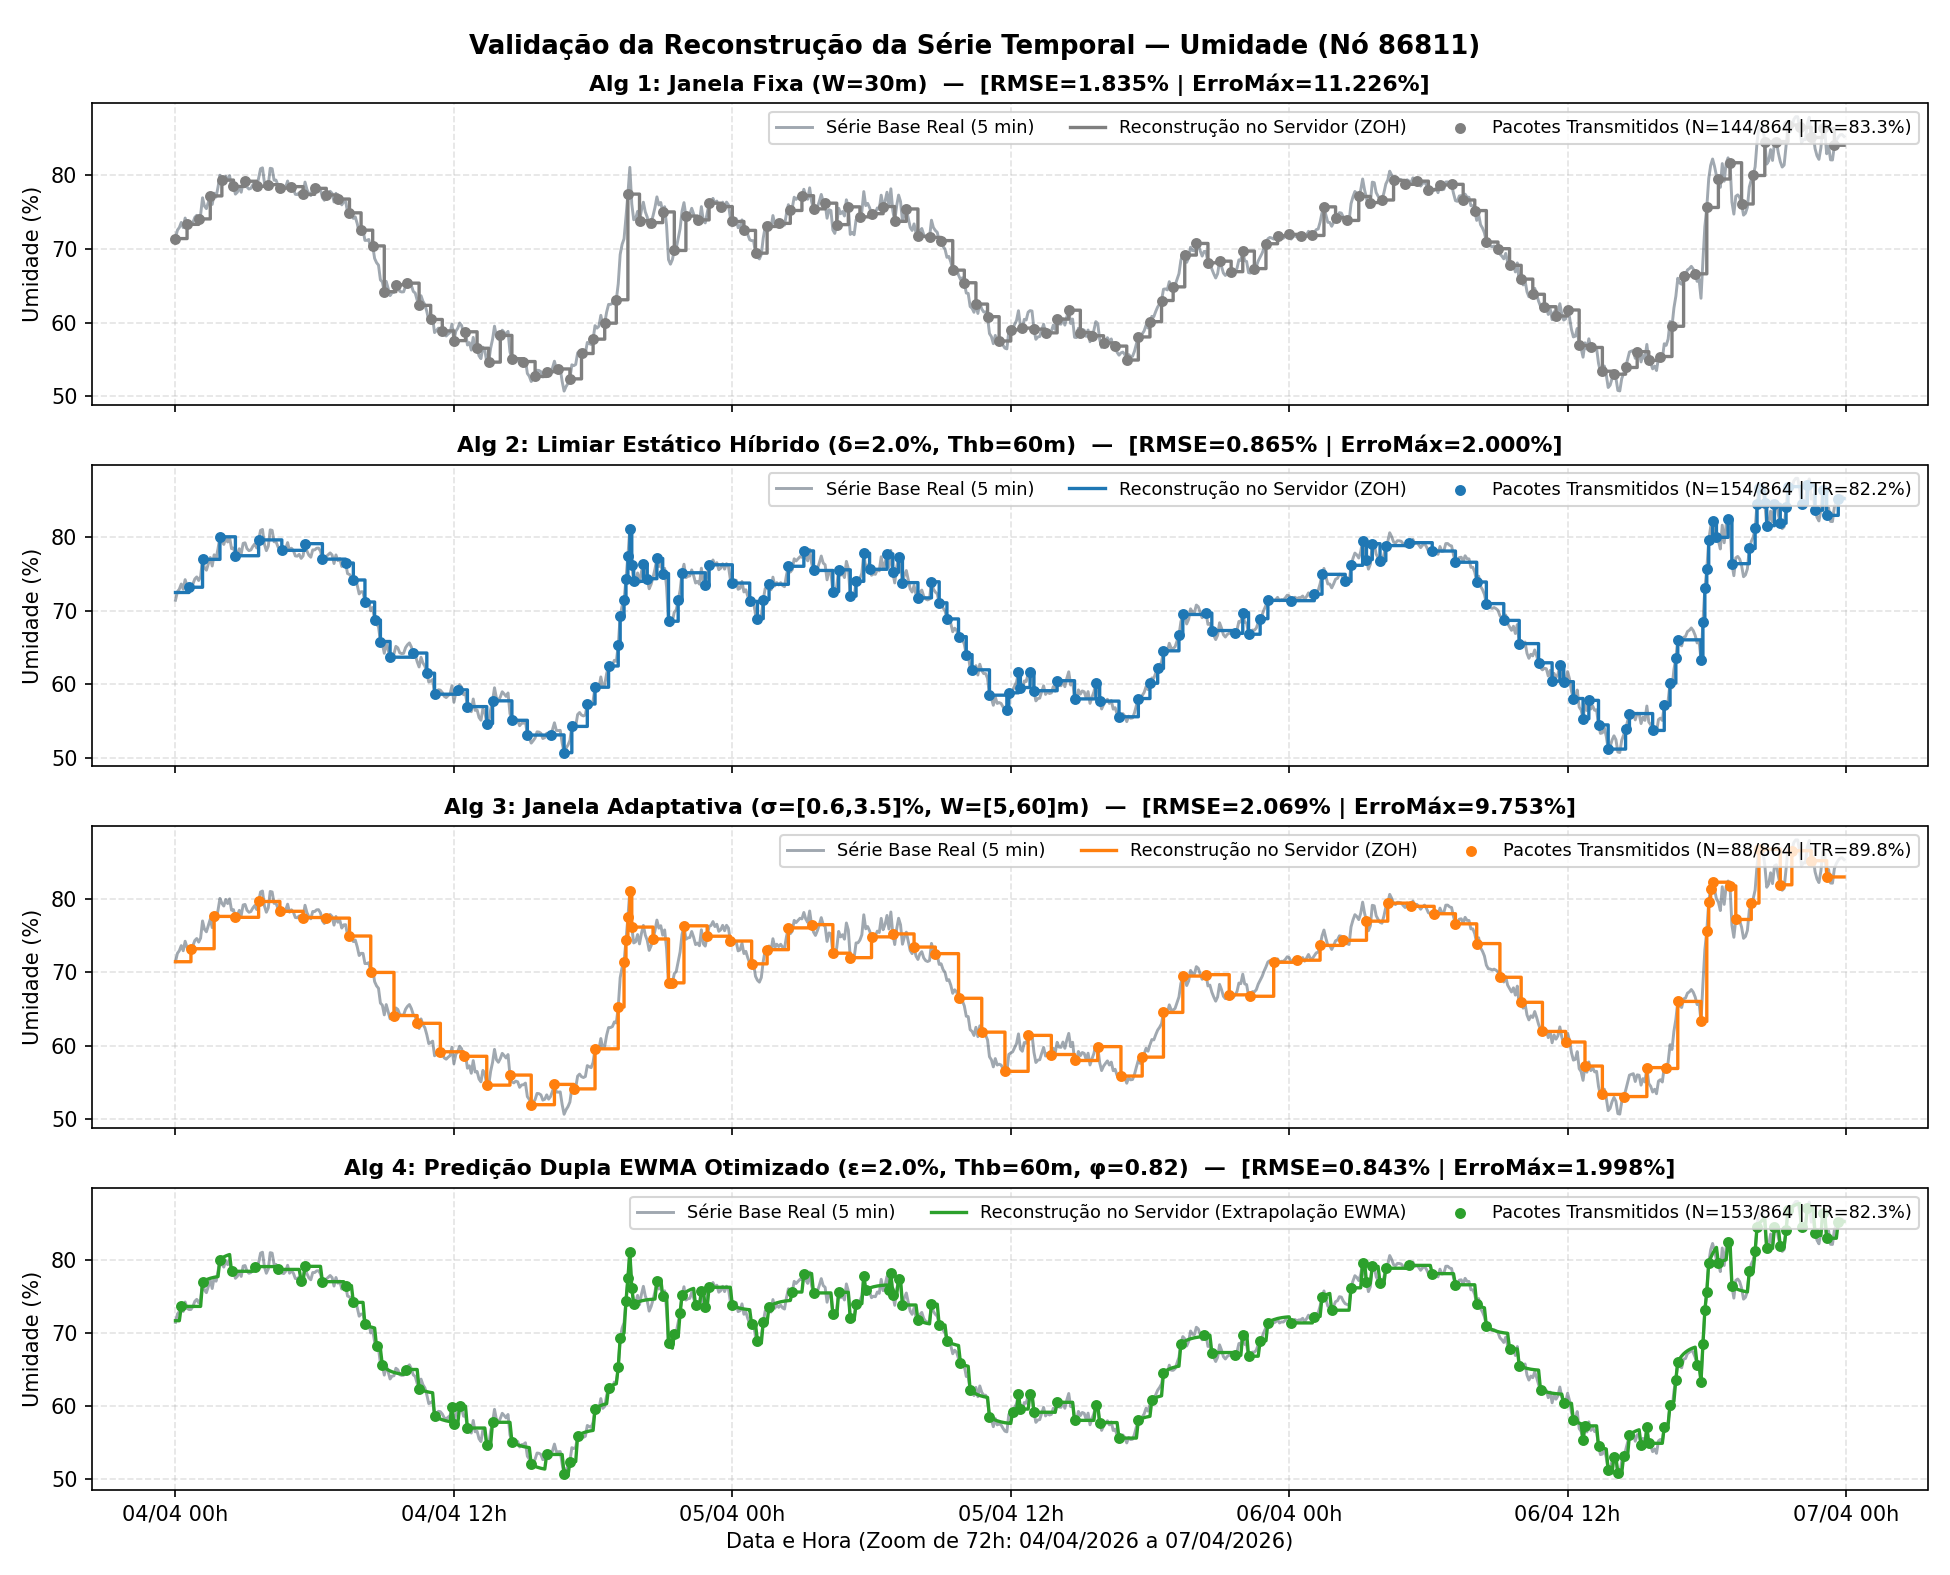 Validação da Reconstrução da Série Temporal — Umidade (Nó 86811)
Alg 1: Janela Fixa (W=30m)  —  [RMSE=1.835% | ErroMáx=11.226%]
Série Base Real (5 min)
Reconstrução no Servidor (ZOH)
Pacotes Transmitidos (N=144/864 | TR=83.3%)
Umidade (%)
80
70
60
50
Alg 2: Limiar Estático Híbrido (δ=2.0%, Thb=60m)  —  [RMSE=0.865% | ErroMáx=2.000%]
Série Base Real (5 min)
Reconstrução no Servidor (ZOH)
Pacotes Transmitidos (N=154/864 | TR=82.2%)
Umidade (%)
80
70
60
50
Alg 3: Janela Adaptativa (σ=[0.6,3.5]%, W=[5,60]m)  —  [RMSE=2.069% | ErroMáx=9.753%]
Série Base Real (5 min)
Reconstrução no Servidor (ZOH)
Pacotes Transmitidos (N=88/864 | TR=89.8%)
Umidade (%)
80
70
60
50
Alg 4: Predição Dupla EWMA Otimizado (ε=2.0%, Thb=60m, φ=0.82)  —  [RMSE=0.843% | ErroMáx=1.998%]
Série Base Real (5 min)
Reconstrução no Servidor (Extrapolação EWMA)
Pacotes Transmitidos (N=153/864 | TR=82.3%)
Umidade (%)
80
70
60
50
04/04 00h
04/04 12h
05/04 00h
05/04 12h
06/04 00h
06/04 12h
07/04 00h
Data e Hora (Zoom de 72h: 04/04/2026 a 07/04/2026)